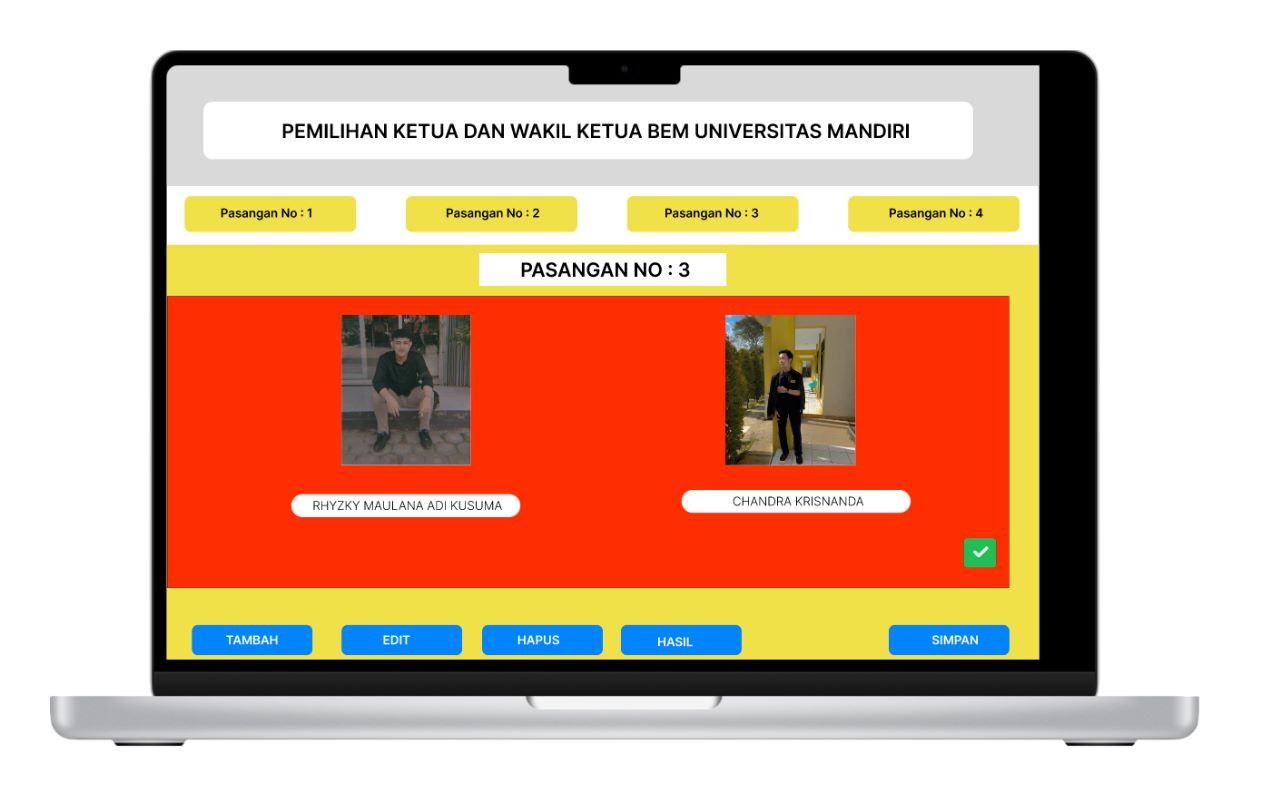 PEMILIHAN KETUA DAN WAKIL KETUA BEM UNIVERSITAS MANDIRI
Pasangan No : 1
Pasangan No : 2
Pasangan No : 3
Pasangan No : 4
PASANGAN NO : 3
RHYZKY MAULANA ADI KUSUMA
CHANDRA KRISNANDA
TAMBAH
EDIT
HAPUS
HASIL
SIMPAN